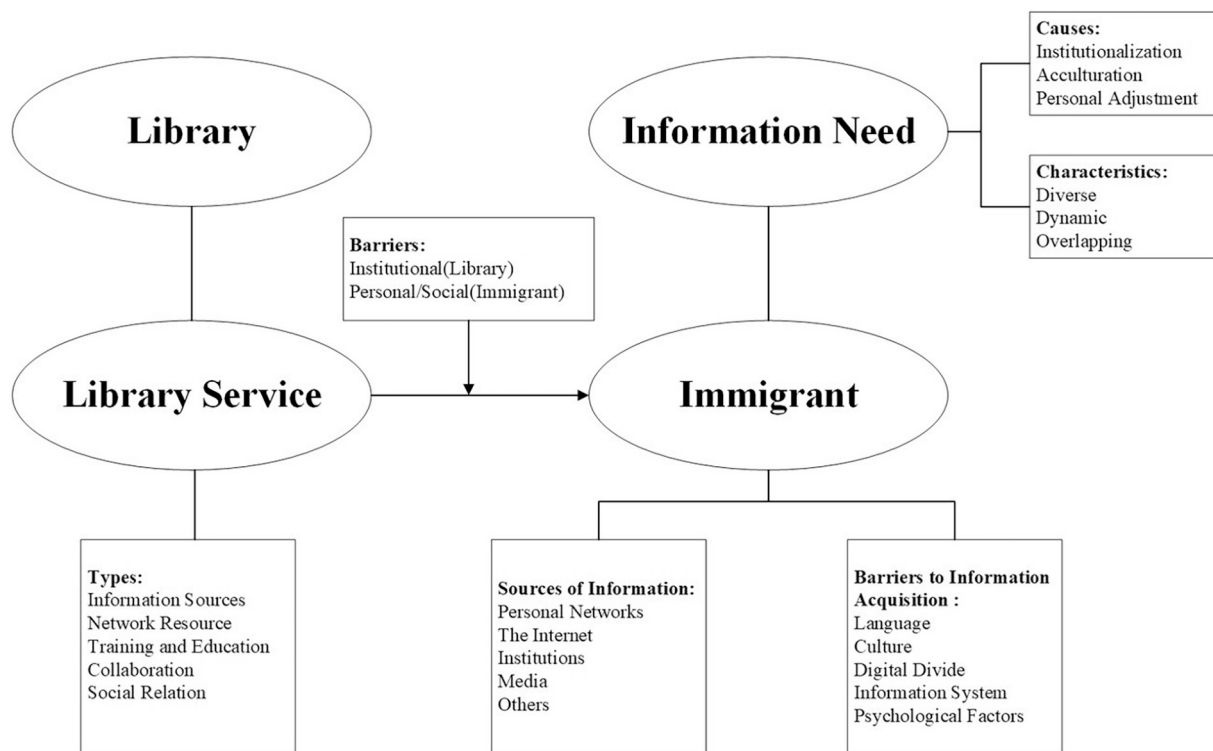 Library
Information Need
Causes:
Institutionalization
Acculturation
Personal Adjustment
Characteristics:
Diverse
Dynamic
Overlapping
Barriers:
Institutional(Library)
Personal/Social(Immigrant)
Library Service
Immigrant
Types:
Information Sources
Network Resource
Training and Education
Collaboration
Social Relation
Sources of Information:
Personal Networks
The Internet
Institutions
Media
Others
Barriers to Information
Acquisition :
Language
Culture
Digital Divide
Information System
Psychological Factors